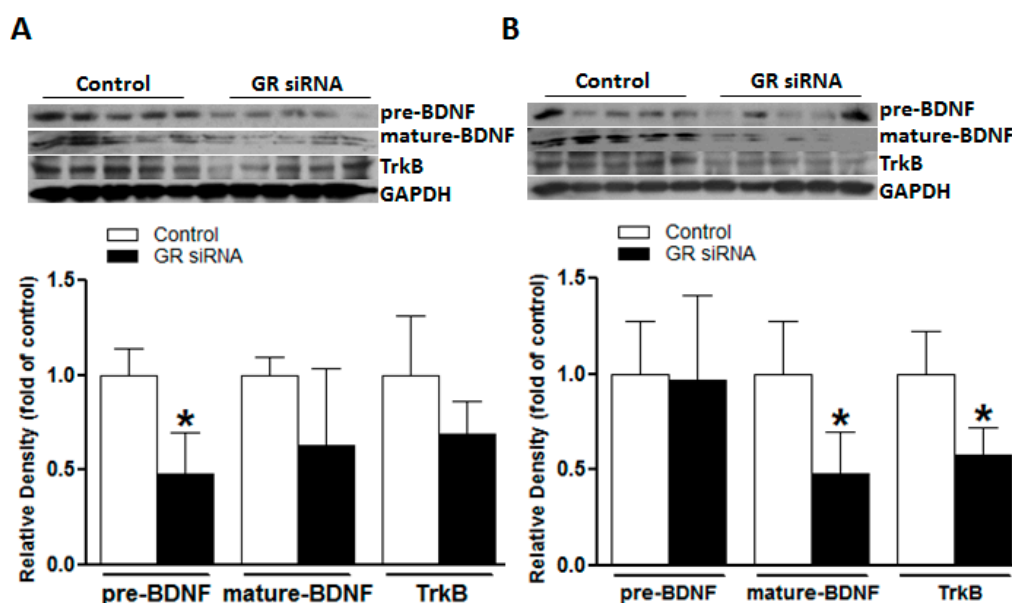 A
Control GR siRNA
pre-BDNF
mature-BDNF
TrkB
GAPDH
Control
GR siRNA
Relative Density (fold of control)
1.5
1.0
0.5
0.0
*
pre-BDNF mature-BDNF TrkB
B
Control GR siRNA
pre-BDNF
mature-BDNF
TrkB
GAPDH
Control
GR siRNA
Relative Density (fold of control)
1.5
1.0
0.5
0.0
* *
pre-BDNF mature-BDNF TrkB